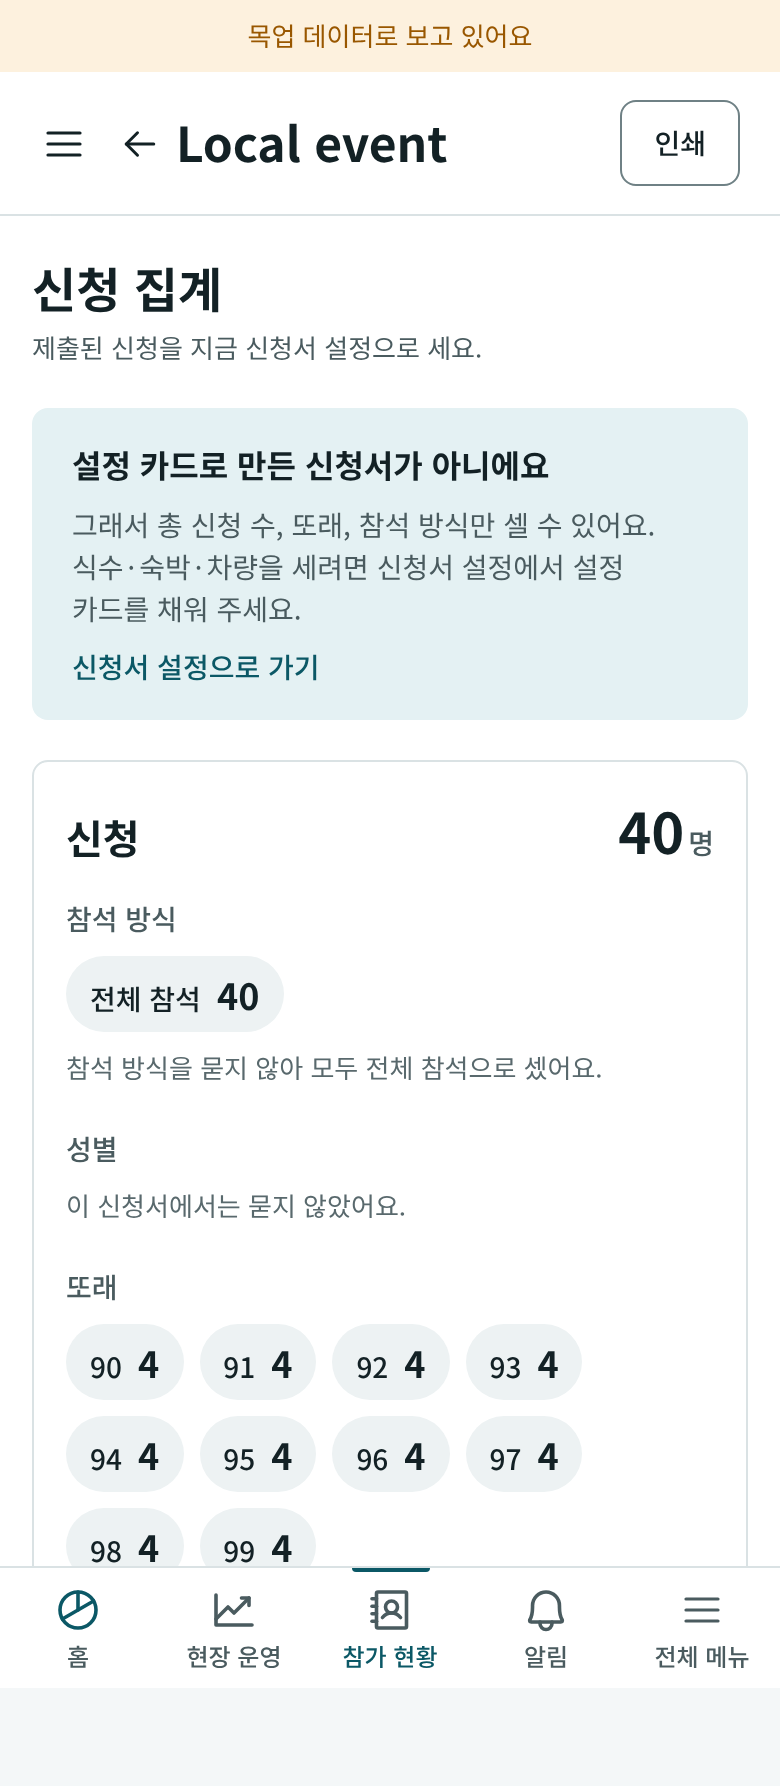 목업 데이터로 보고 있어요
Local event
인쇄
신청 집계
제출된 신청을 지금 신청서 설정으로 세요.
설정 카드로 만든 신청서가 아니에요
그래서 총 신청 수, 또래, 참석 방식만 셀 수 있어요.
식수·숙박·차량을 세려면 신청서 설정에서 설정
카드를 채워 주세요.
신청서 설정으로 가기
신청 40명
참석 방식
전체 참석 40
참석 방식을 묻지 않아 모두 전체 참석으로 셌어요.
성별
이 신청서에서는 묻지 않았어요.
또래
90 4 91 4 92 4 93 4
94 4 95 4 96 4 97 4
98 4 99 4
홈 현장 운영 참가 현황 알림 전체 메뉴